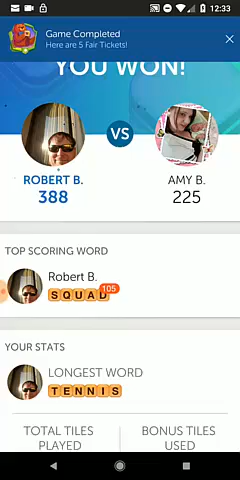 12:33
Game Completed
Here are 5 Fair Tickets!
YOU WON!
VS
ROBERT B.
388
AMY B.
225
TOP SCORING WORD
Robert B.
SQUAD
105
YOUR STATS
LONGEST WORD
TENNIS
TOTAL TILES
PLAYED
BONUS TILES
USED